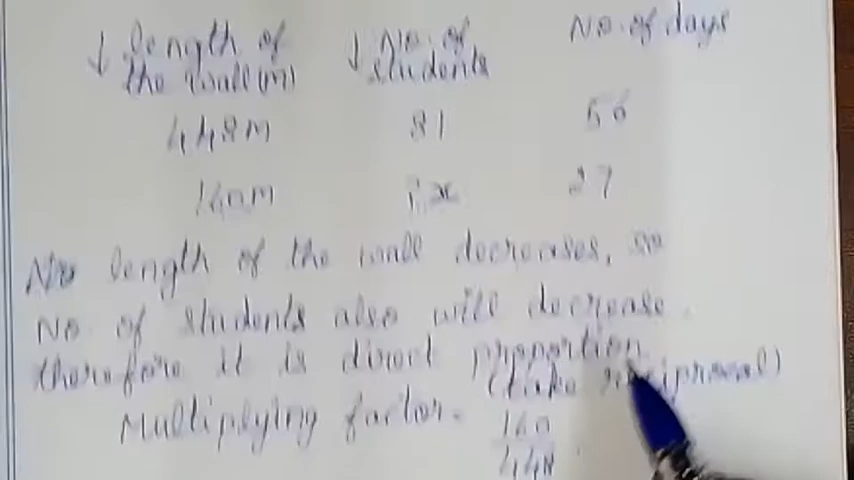 ↓ length of ↓ No. of No. of days
the wall(m) students
448m 81 56
160m x 27
No length of the wall decreases, so
No of students also will decrease.
therefore it is direct proportion
(take reciprocal)
Multiplying factor. 160
448